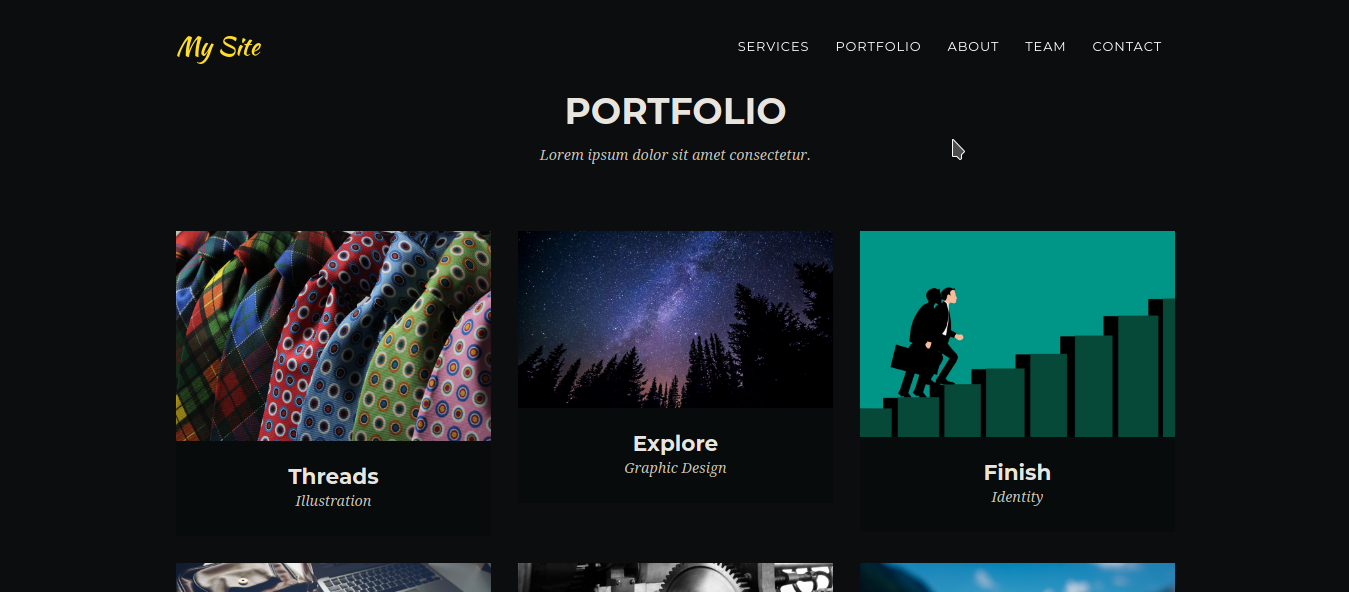 My Site
SERVICES PORTFOLIO ABOUT TEAM CONTACT
PORTFOLIO
Lorem ipsum dolor sit amet consectetur.
Threads
Illustration
Explore
Graphic Design
Finish
Identity